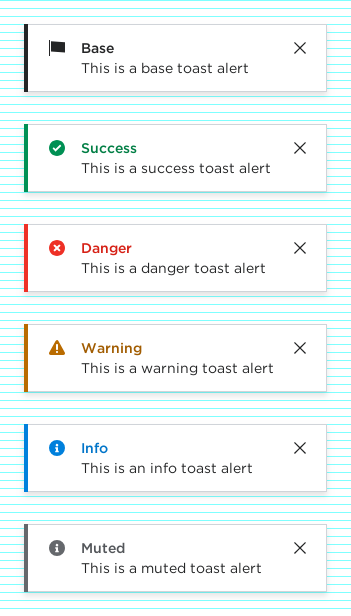 Base
This is a base toast alert
Success
This is a success toast alert
Danger
This is a danger toast alert
Warning
This is a warning toast alert
Info
This is an info toast alert
Muted
This is a muted toast alert